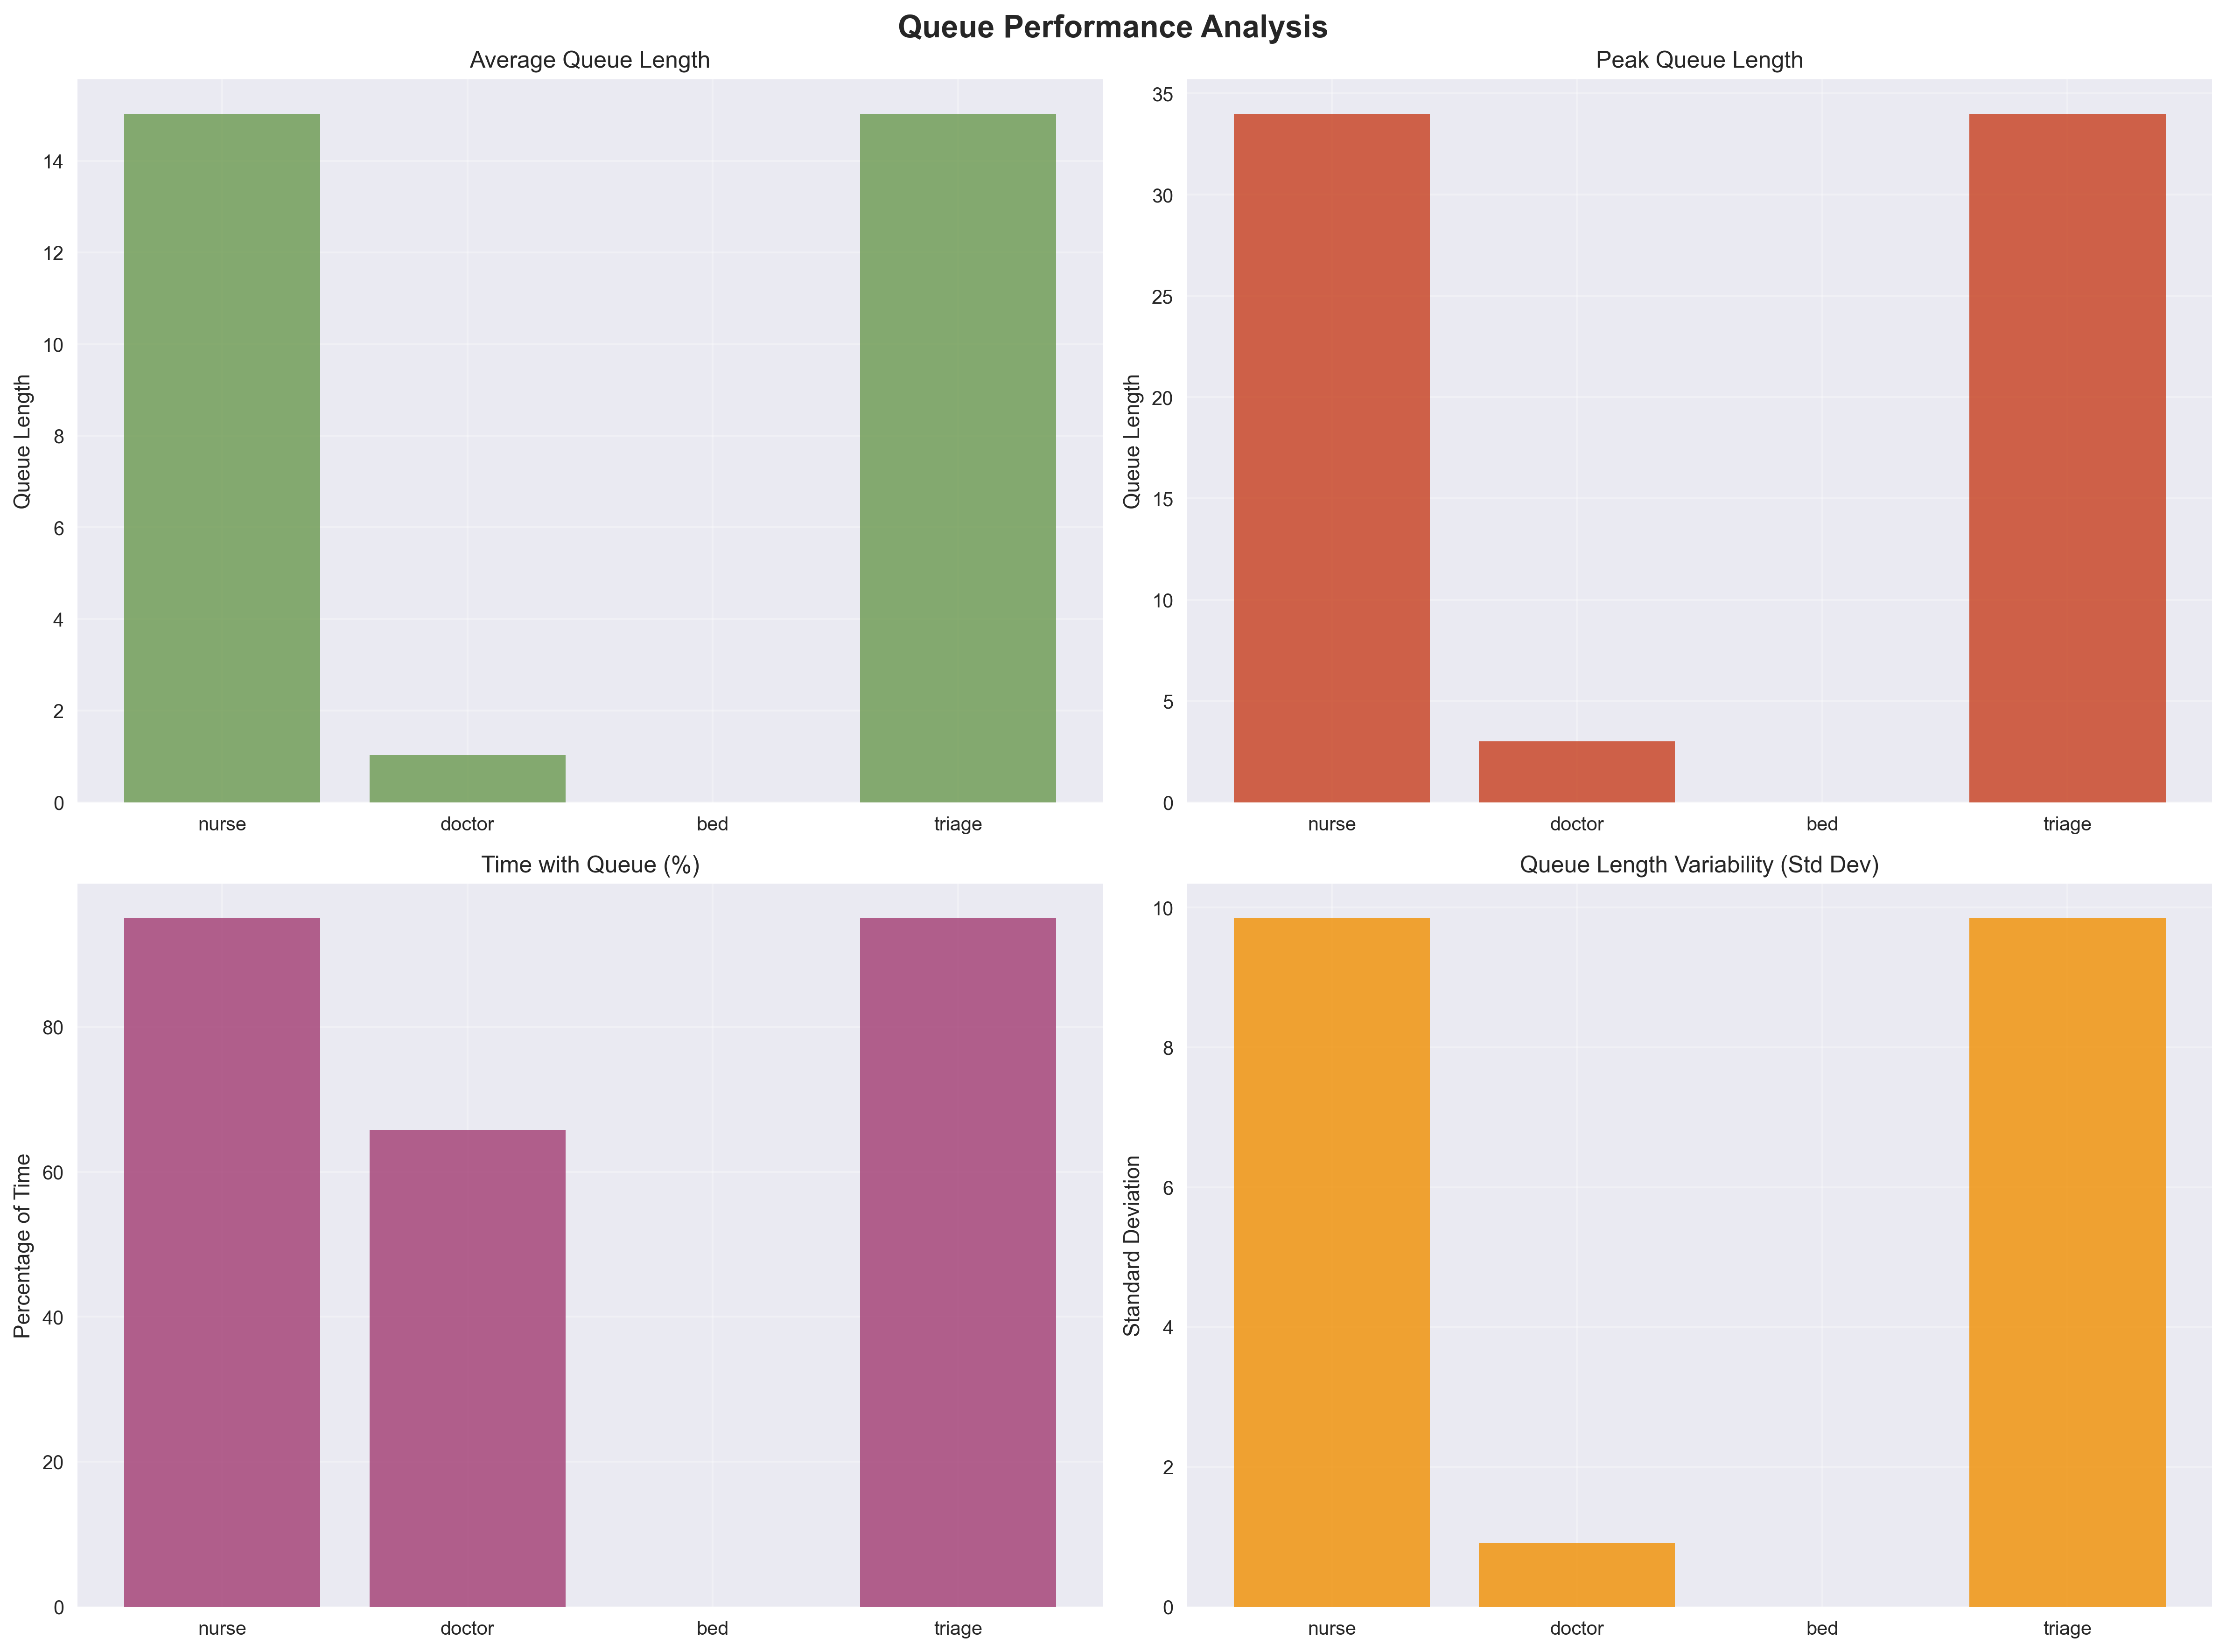 Queue Performance Analysis
Average Queue Length
Queue Length
14
12
10
8
6
4
2
0
nurse doctor bed triage
Peak Queue Length
Queue Length
35
30
25
20
15
10
5
0
nurse doctor bed triage
Time with Queue (%)
Percentage of Time
80
60
40
20
0
nurse doctor bed triage
Queue Length Variability (Std Dev)
Standard Deviation
10
8
6
4
2
0
nurse doctor bed triage